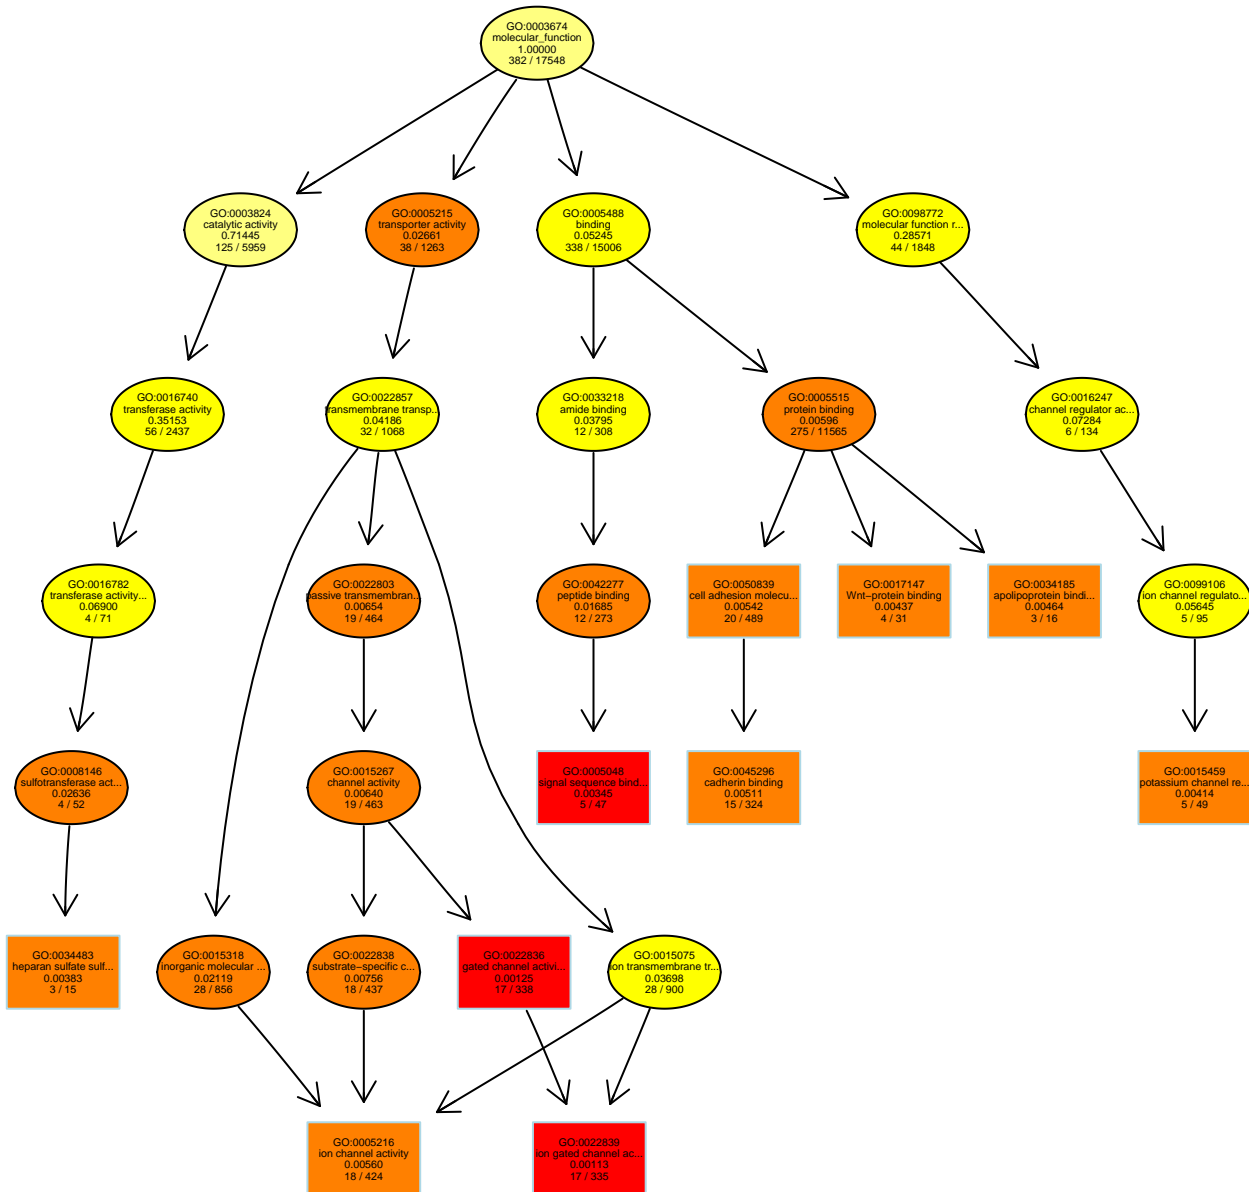 GO:0003674
molecular_function
1.00000
382 / 17548
GO:0003824
catalytic activity
0.71445
125 / 5959
GO:0005215
transporter activity
0.02661
38 / 1263
GO:0005488
binding
0.05245
338 / 15006
GO:0098772
molecular function r...
0.28571
44 / 1848
GO:0016740
transferase activity
0.35153
56 / 2437
GO:0022857
transmembrane transp...
0.04186
32 / 1068
GO:0033218
amide binding
0.03795
12 / 308
GO:0005515
protein binding
0.00596
275 / 11565
GO:0016247
channel regulator ac...
0.07284
6 / 134
GO:0016782
transferase activity...
0.06900
4 / 71
GO:0022803
passive transmembran...
0.00654
19 / 464
GO:0042277
peptide binding
0.01685
12 / 273
GO:0050839
cell adhesion molecu...
0.00542
20 / 489
GO:0017147
Wnt−protein binding
0.00437
4 / 31
GO:0034185
apolipoprotein bindi...
0.00464
3 / 16
GO:0099106
ion channel regulato...
0.05645
5 / 95
GO:0008146
sulfotransferase act...
0.02636
4 / 52
GO:0015267
channel activity
0.00640
19 / 463
GO:0005048
signal sequence bind...
0.00345
5 / 47
GO:0045296
cadherin binding
0.00511
15 / 324
GO:0015459
potassium channel re...
0.00414
5 / 49
GO:0034483
heparan sulfate sulf...
0.00383
3 / 15
GO:0015318
inorganic molecular ...
0.02119
28 / 856
GO:0022838
substrate−specific c...
0.00756
18 / 437
GO:0022836
gated channel activi...
0.00125
17 / 338
GO:0015075
ion transmembrane tr...
0.03698
28 / 900
GO:0005216
ion channel activity
0.00560
18 / 424
GO:0022839
ion gated channel ac...
0.00113
17 / 335